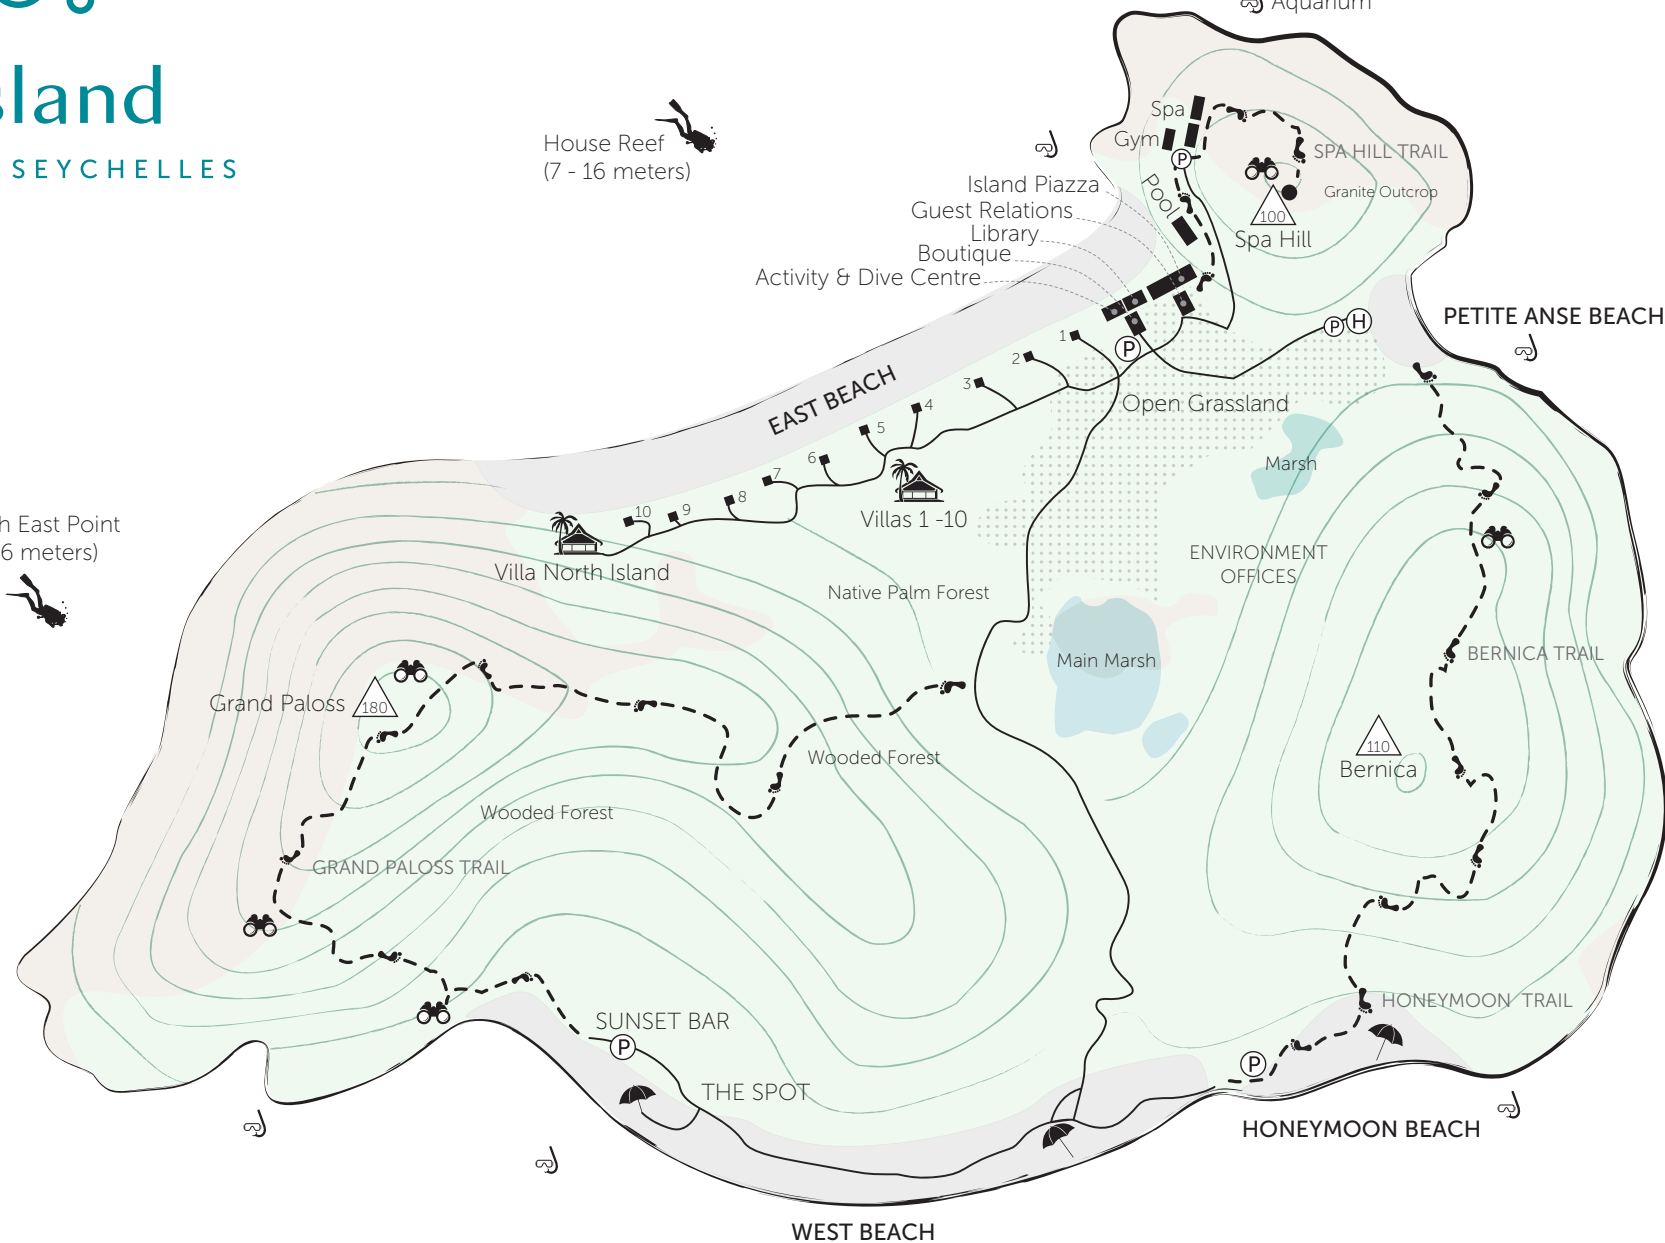 Aquarium
sland
SEYCHELLES
House Reef
(7 - 16 meters)
Spa
Gym
P
Pool
SPA HILL TRAIL
Granite Outcrop
100
Spa Hill
Island Piazza
Guest Relations
Library
Boutique
Activity & Dive Centre
PETITE ANSE BEACH
P
H
P
1
2
3
4
5
6
7
8
9
10
EAST BEACH
Open Grassland
Marsh
Villas 1 -10
Villa North Island
h East Point
6 meters)
ENVIRONMENT
OFFICES
Native Palm Forest
Main Marsh
BERNICA TRAIL
Grand Paloss
180
110
Bernica
Wooded Forest
Wooded Forest
GRAND PALOSS TRAIL
HONEYMOON TRAIL
SUNSET BAR
P
THE SPOT
P
HONEYMOON BEACH
WEST BEACH